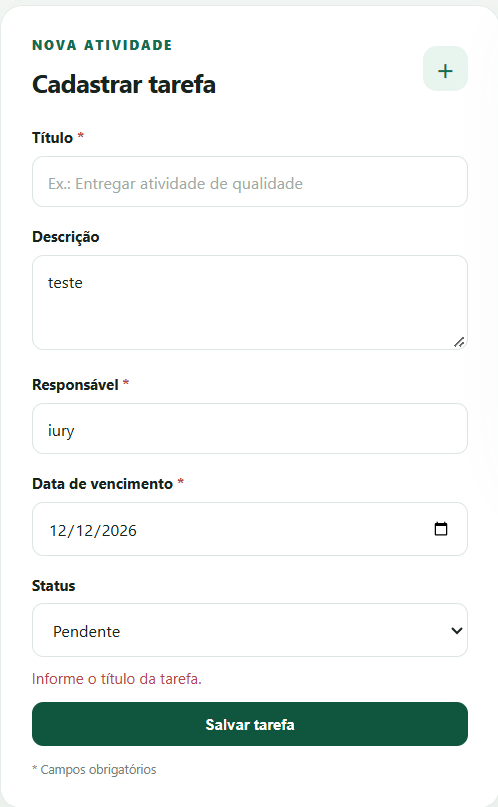 NOVA ATIVIDADE
Cadastrar tarefa
+
Título *
Ex.: Entregar atividade de qualidade
Descrição
teste
Responsável *
iury
Data de vencimento *
12/12/2026
Status
Pendente
Informe o título da tarefa.
Salvar tarefa
* Campos obrigatórios